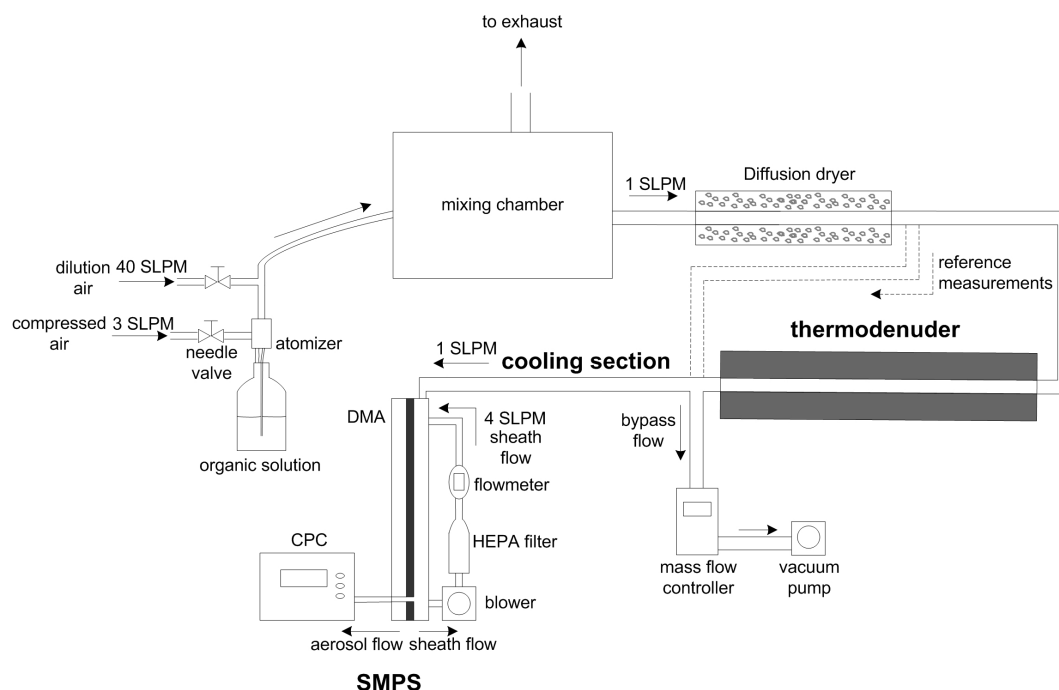 to exhaust
mixing chamber
1 SLPM
Diffusion dryer
dilution 40 SLPM
air
reference
measurements
compressed 3 SLPM
air
needle
valve
atomizer
thermodenuder
1 SLPM
cooling section
organic solution
DMA
4 SLPM
sheath
flow
bypass
flow
flowmeter
CPC
HEPA filter
mass flow
controller
vacuum
pump
blower
aerosol flow sheath flow
SMPS